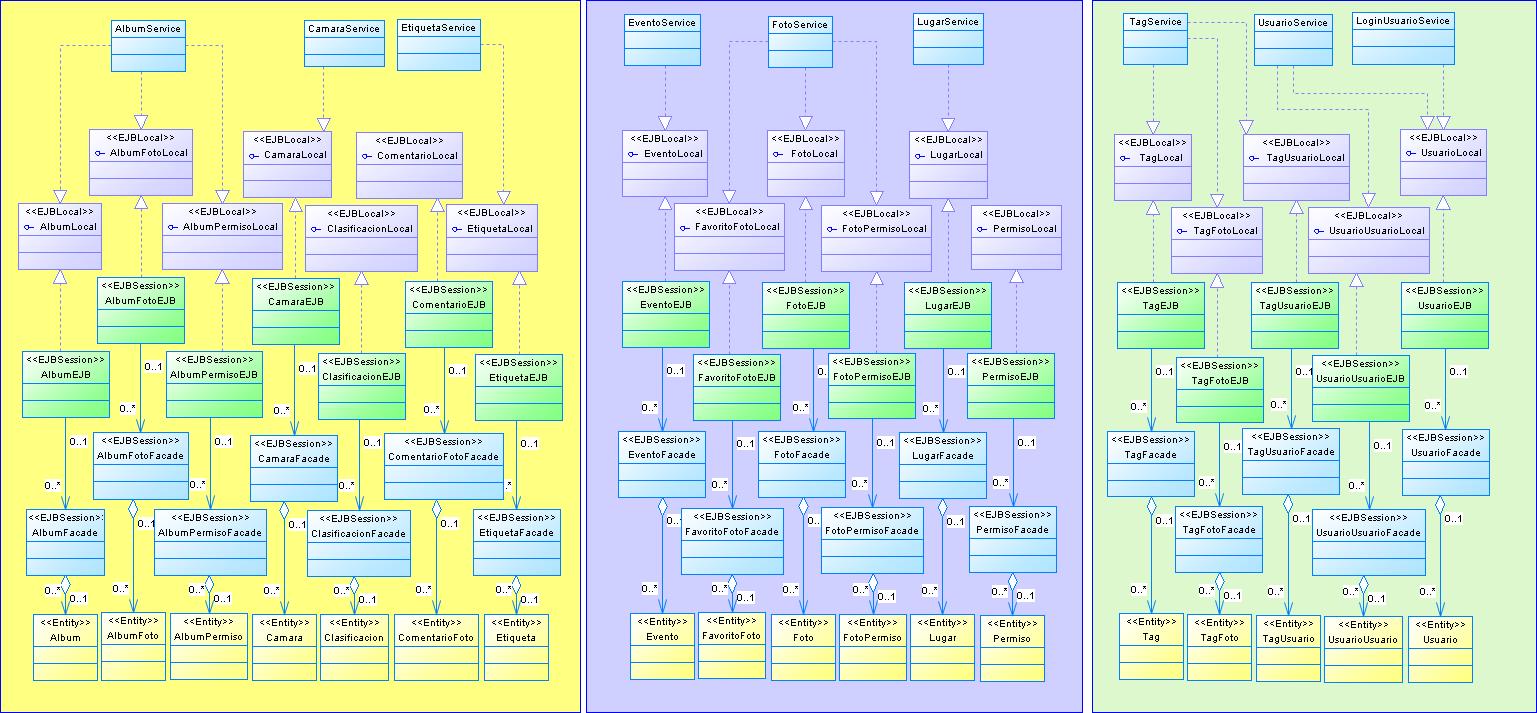 AlbumService
CamaraService
EtiquetaService
<<EJBLocal>>
AlbumFotoLocal
<<EJBLocal>>
CamaraLocal
<<EJBLocal>>
ComentarioLocal
<<EJBLocal>>
AlbumLocal
<<EJBLocal>>
AlbumPermisoLocal
<<EJBLocal>>
ClasificacionLocal
<<EJBLocal>>
EtiquetaLocal
<<EJBSession>>
AlbumFotoEJB
<<EJBSession>>
CamaraEJB
<<EJBSession>>
ComentarioEJB
<<EJBSession>>
AlbumEJB
0..1
<<EJBSession>>
AlbumPermisoEJB
0..1
<<EJBSession>>
ClasificacionEJB
0..1
<<EJBSession>>
EtiquetaEJB
0..*
0..*
0..*
0..1
<<EJBSession>>
AlbumFotoFacade
0..1
<<EJBSession>>
CamaraFacade
0..1
<<EJBSession>>
ComentarioFotoFacade
0..1
0..*
0..*
0..*
.*
<<EJBSession>>
AlbumFacade
0..1
<<EJBSession>>
AlbumPermisoFacade
0..1
<<EJBSession>>
ClasificacionFacade
0..1
<<EJBSession>>
EtiquetaFacade
0..*
0..1
0..*
0..*
0..1
0..*
0..*
0..1
0..*
0..*
0..1
<<Entity>>
Album
<<Entity>>
AlbumFoto
<<Entity>>
AlbumPermiso
<<Entity>>
Camara
<<Entity>>
Clasificacion
<<Entity>>
ComentarioFoto
<<Entity>>
Etiqueta
EventoService
FotoService
LugarService
<<EJBLocal>>
EventoLocal
<<EJBLocal>>
FotoLocal
<<EJBLocal>>
LugarLocal
<<EJBLocal>>
FavoritoFotoLocal
<<EJBLocal>>
FotoPermisoLocal
<<EJBLocal>>
PermisoLocal
<<EJBSession>>
EventoEJB
<<EJBSession>>
FotoEJB
<<EJBSession>>
LugarEJB
0..1
<<EJBSession>>
FavoritoFotoEJB
0.
<<EJBSession>>
FotoPermisoEJB
0..1
<<EJBSession>>
PermisoEJB
0..*
0..*
0..*
<<EJBSession>>
EventoFacade
0..1
<<EJBSession>>
FotoFacade
0..1
<<EJBSession>>
LugarFacade
0..1
0..*
0..*
0..*
0..
<<EJBSession>>
FavoritoFotoFacade
0..
<<EJBSession>>
FotoPermisoFacade
0..1
<<EJBSession>>
PermisoFacade
0..*
0..*
0..1
0..*
0..*
0..1
0..*
0..*
0..1
<<Entity>>
Evento
<<Entity>>
FavoritoFoto
<<Entity>>
Foto
<<Entity>>
FotoPermiso
<<Entity>>
Lugar
<<Entity>>
Permiso
TagService
UsuarioService
LoginUsuarioSevice
<<EJBLocal>>
TagLocal
<<EJBLocal>>
TagUsuarioLocal
<<EJBLocal>>
UsuarioLocal
<<EJBLocal>>
TagFotoLocal
<<EJBLocal>>
UsuarioUsuarioLocal
<<EJBSession>>
TagEJB
<<EJBSession>>
TagUsuarioEJB
<<EJBSession>>
UsuarioEJB
0..1
<<EJBSession>>
TagFotoEJB
0..1
<<EJBSession>>
UsuarioUsuarioEJB
0..1
0..*
0..*
0..*
<<EJBSession>>
TagFacade
0..1
<<EJBSession>>
TagUsuarioFacade
0..1
<<EJBSession>>
UsuarioFacade
0..*
0..*
0..1
<<EJBSession>>
TagFotoFacade
0..1
<<EJBSession>>
UsuarioUsuarioFacade
0..1
0..*
0..*
0..1
0..*
0..*
0..1
0..*
<<Entity>>
Tag
<<Entity>>
TagFoto
<<Entity>>
TagUsuario
<<Entity>>
UsuarioUsuario
<<Entity>>
Usuario